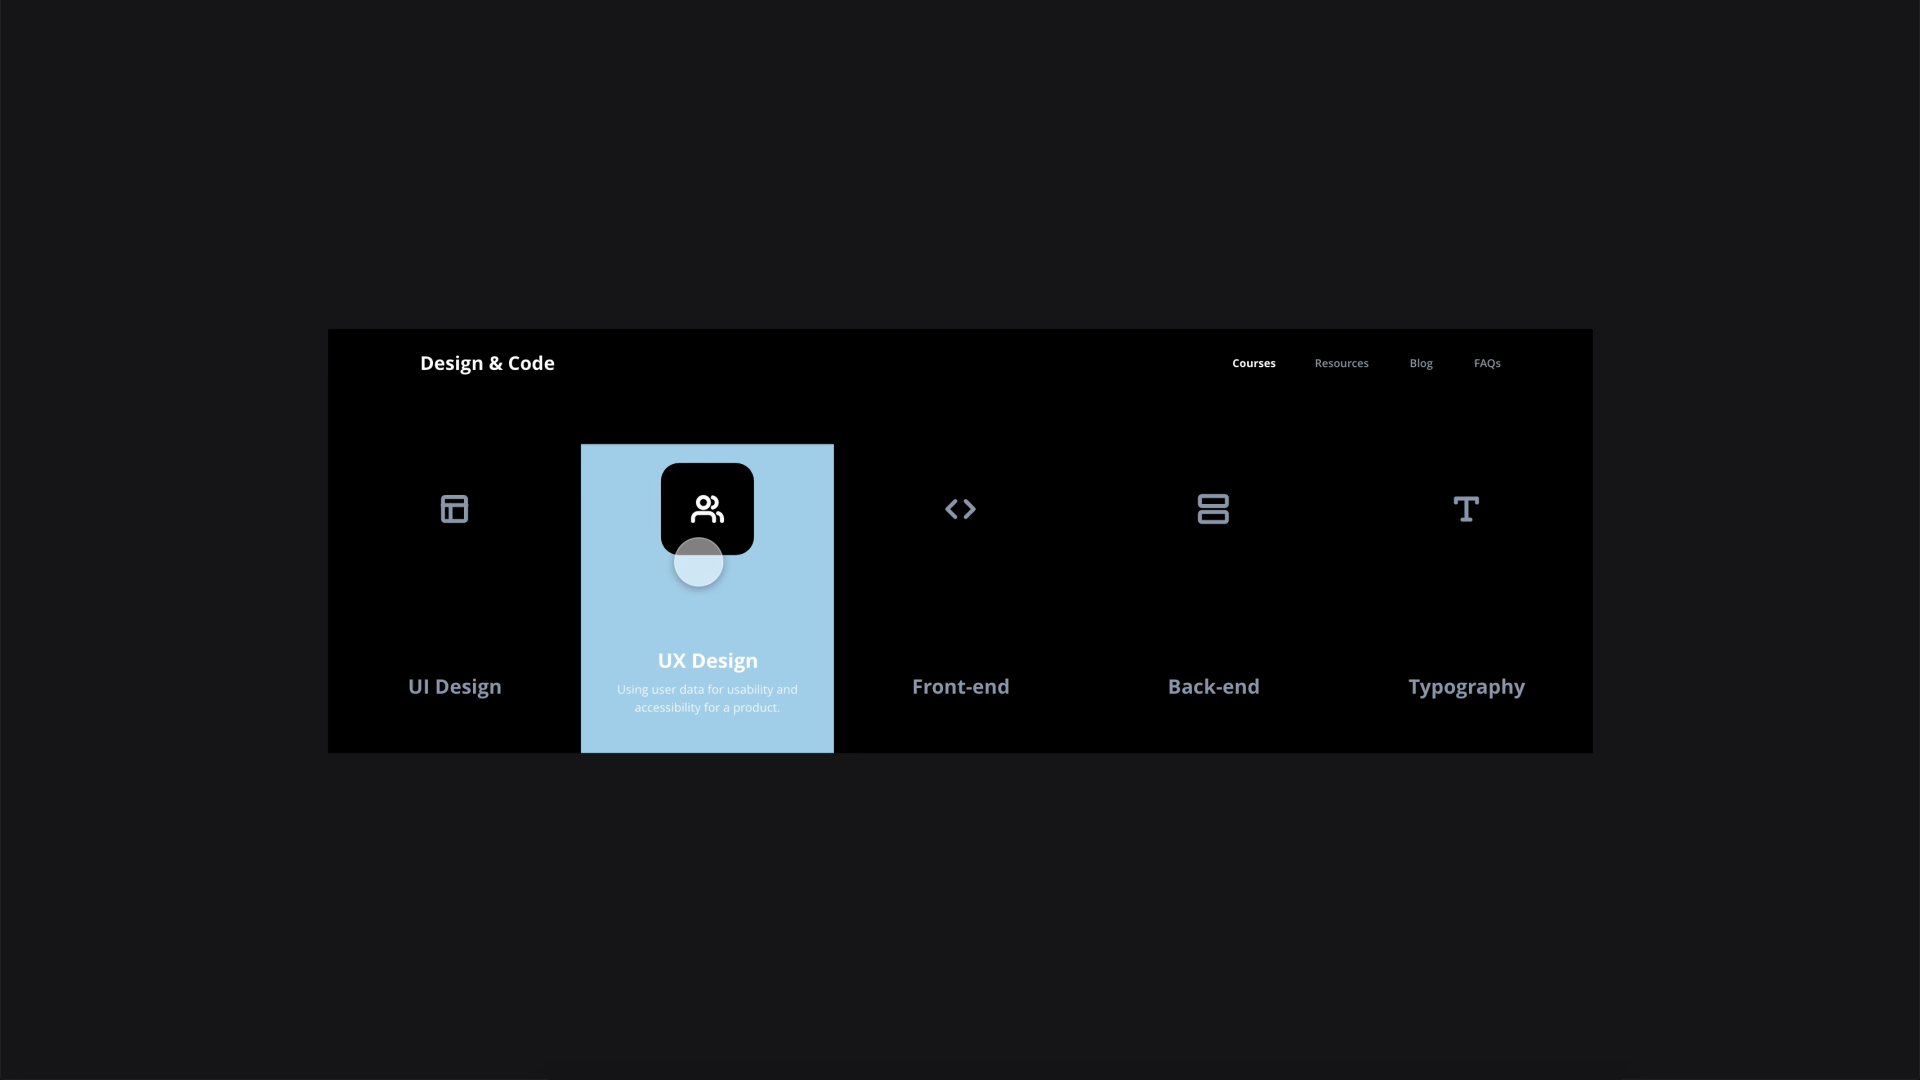 Design & Code
Courses
Resources
Blog
FAQs
UI Design
UX Design
Using user data for usability and
accessibility for a product.
Front-end
Back-end
Typography